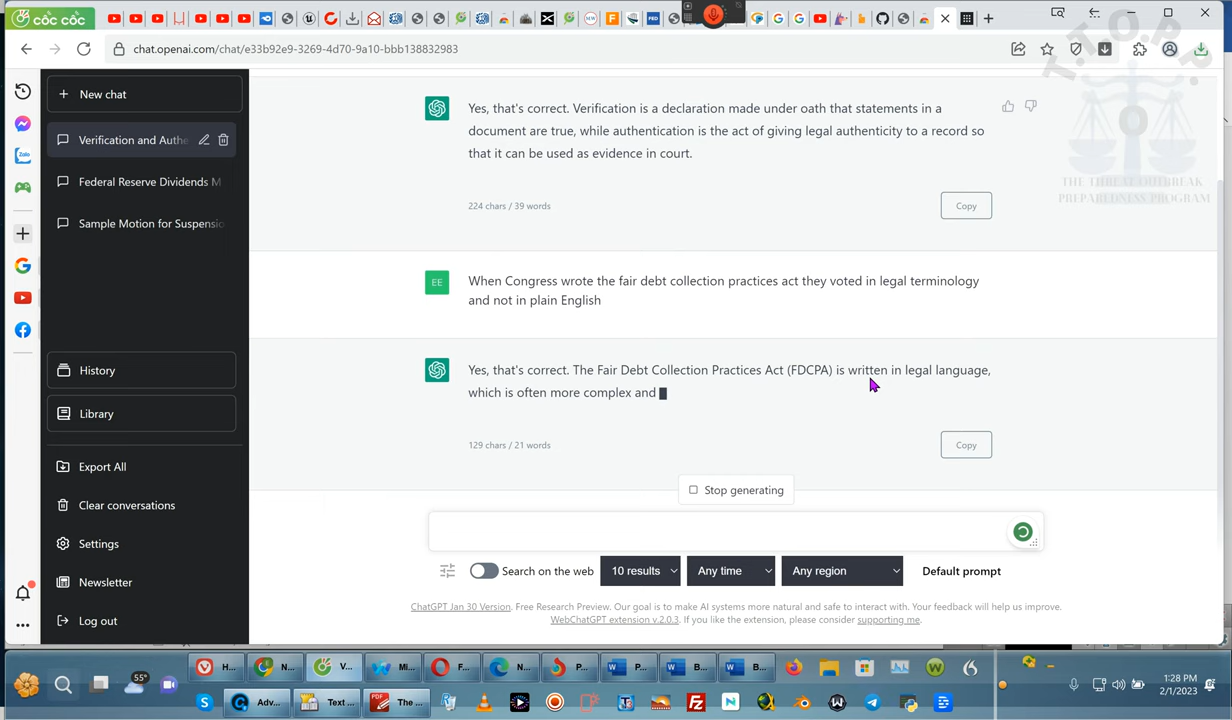 cốc cốc
chat.openai.com/chat/e33b92e9-3269-4d70-9a10-bbb138832983
New chat
Verification and Authe
Federal Reserve Dividends M
Sample Motion for Suspensio
History
Library
Export All
Clear conversations
Settings
Newsletter
Log out
Yes, that's correct. Verification is a declaration made under oath that statements in a
document are true, while authentication is the act of giving legal authenticity to a record so
that it can be used as evidence in court.
224 chars / 39 words
Copy
EE
When Congress wrote the fair debt collection practices act they voted in legal terminology
and not in plain English
Yes, that's correct. The Fair Debt Collection Practices Act (FDCPA) is written in legal language,
which is often more complex and
129 chars / 21 words
Copy
Stop generating
Search on the web
10 results
Any time
Any region
Default prompt
ChatGPT Jan 30 Version. Free Research Preview. Our goal is to make AI systems more natural and safe to interact with. Your feedback will help us improve.
WebChatGPT extension v.2.0.3. If you like the extension, please consider supporting me.
T.T.O.P.P.
THE THREAT OUTBREAK
PREPAREDNESS PROGRAM
55°
H...
N...
V...
MI...
F...
N...
S...
P...
P...
B...
B...
Adv...
Text ...
The ...
1:28 PM
2/1/2023